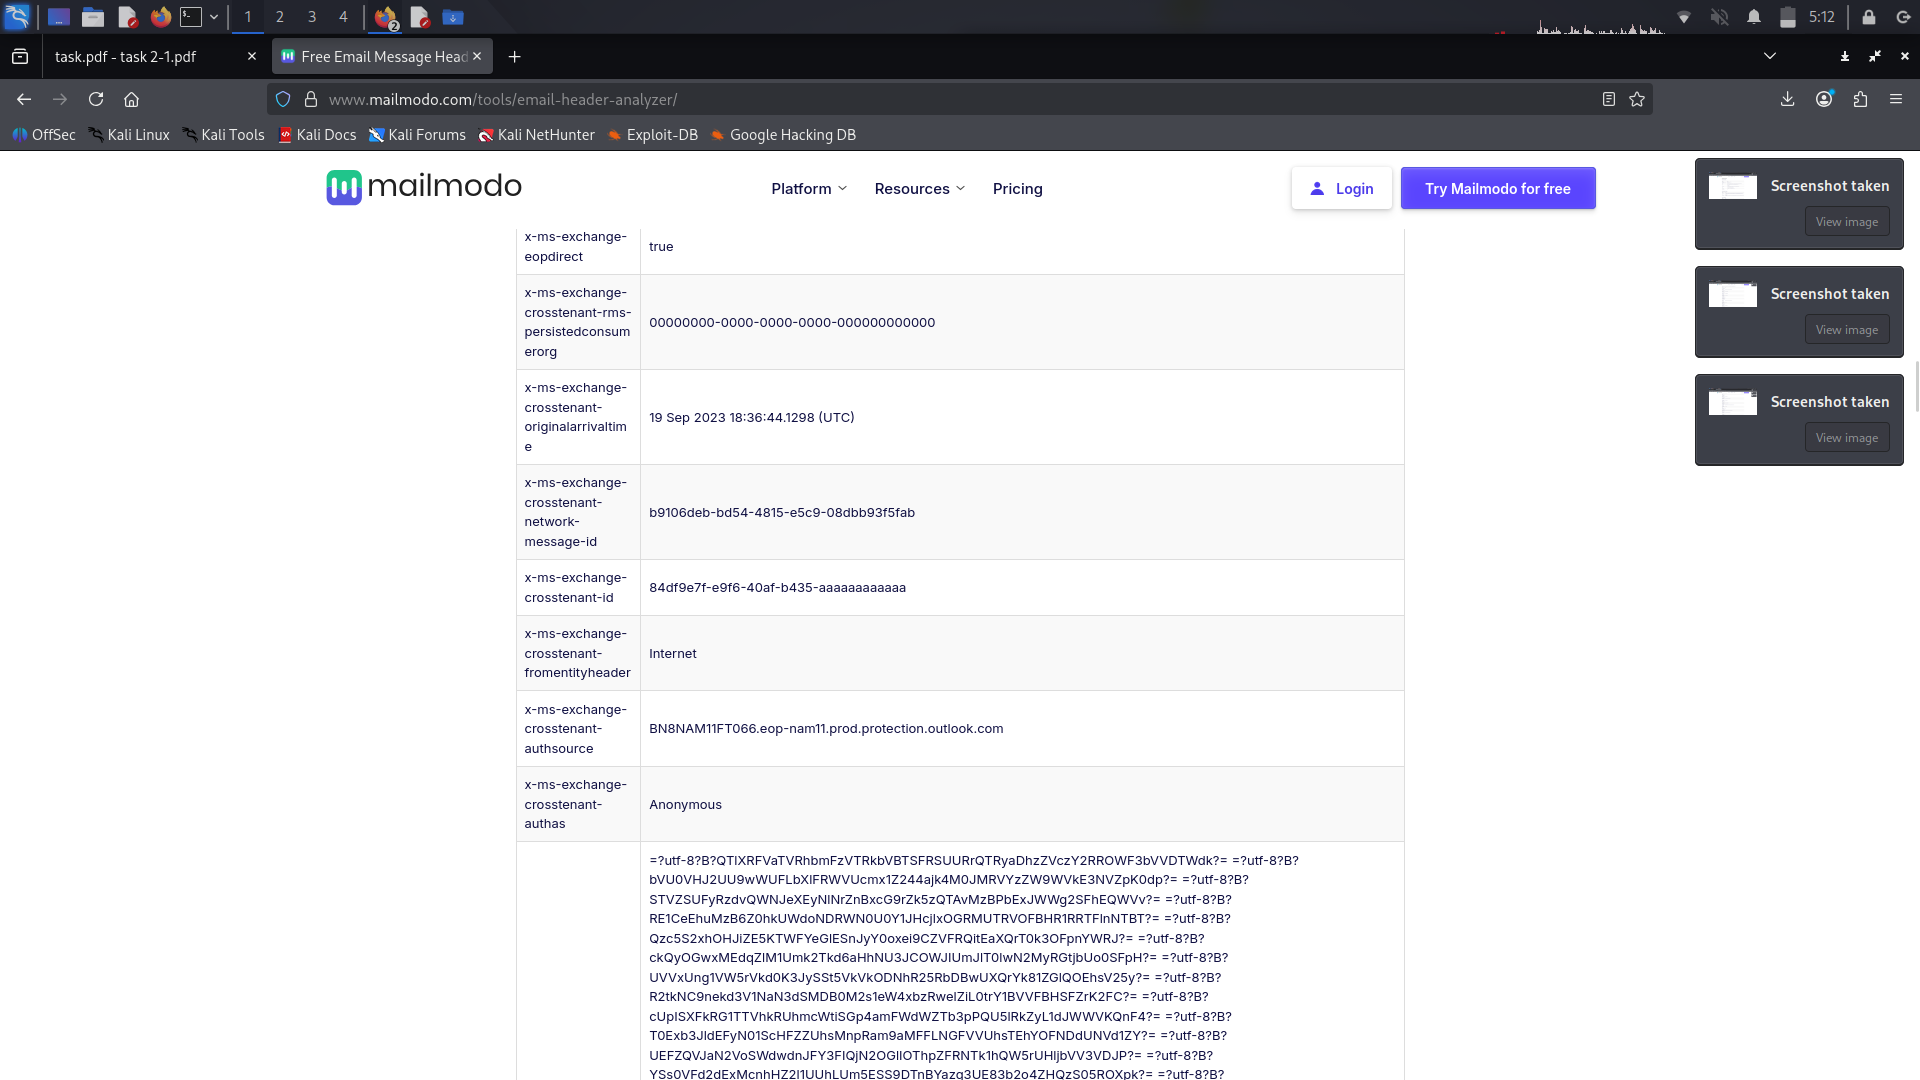 1
2
3
4
2
5:12
task.pdf - task 2-1.pdf
Free Email Message Head
www.mailmodo.com/tools/email-header-analyzer/
OffSec
Kali Linux
Kali Tools
Kali Docs
Kali Forums
Kali NetHunter
Exploit-DB
Google Hacking DB
mailmodo
Platform
Resources
Pricing
Login
Try Mailmodo for free
Screenshot taken
View image
Screenshot taken
View image
Screenshot taken
View image
x-ms-exchange-
eopdirect
true
x-ms-exchange-
crosstenant-rms-
persistedconsum
erorg
00000000-0000-0000-0000-000000000000
x-ms-exchange-
crosstenant-
originalarrivaltim
e
19 Sep 2023 18:36:44.1298 (UTC)
x-ms-exchange-
crosstenant-
network-
message-id
b9106deb-bd54-4815-e5c9-08dbb93f5fab
x-ms-exchange-
crosstenant-id
84df9e7f-e9f6-40af-b435-aaaaaaaaaaaa
x-ms-exchange-
crosstenant-
fromentityheader
Internet
x-ms-exchange-
crosstenant-
authsource
BN8NAM11FT066.eop-nam11.prod.protection.outlook.com
x-ms-exchange-
crosstenant-
authas
Anonymous
=?utf-8?B?QTIXRFVaTVRhbmFzVTRkbVBTSFRSUURrQTRyaDhzZVczY2RROWF3bVVDTWdk?= =?utf-8?B?
bVU0VHJ2UU9wWUFLbXlFRWVUcmx1Z244ajk4M0JMRVYzZW9WVkE3NVZpK0dp?= =?utf-8?B?
STVZSUFyRzdvQWNJeXEyNlNrZnBxcG9rZk5zQTAvMzBPbExJWWg2SFhEQWVv?= =?utf-8?B?
RE1CeEhuMzB6Z0hkUWdoNDRWN0U0Y1JHcjlxOGRMUTRVOFBHR1RRTFlnNTBT?= =?utf-8?B?
Qzc5S2xhOHJiZE5KTWFYeGlESnJyY0oxei9CZVFRQitEaXQrT0k3OFpnYWRJ?= =?utf-8?B?
ckQyOGwxMEdqZlM1Umk2Tkd6aHhNU3JCOWJlUmJlT0lwN2MyRGtjbUo0SFpH?= =?utf-8?B?
UVVxUng1VW5rVkd0K3JySSt5VkVkODNhR25RbDBwUXQrYk81ZGlQOEhsV25y?= =?utf-8?B?
R2tkNC9nekd3V1NaN3dSMDB0M2s1eW4xbzRwelZiL0trY1BVVFBHSFZrK2FC?= =?utf-8?B?
cUpISXFkRG1TTVhkRUhmcWtiSGp4amFWdWZTb3pPQU5lRkZyL1dJWWVKQnF4?= =?utf-8?B?
T0Exb3JldEFyN01ScHFZZUhsMnpRam9aMFFLNGFVVUhsTEhYOFNDdUNVd1ZY?= =?utf-8?B?
UEFZQVJaN2VoSWdwdnJFY3FIQjN2OGlIOThpZFRNTk1hQW5rUHljbVV3VDJP?= =?utf-8?B?
YSs0VFd2dExMcnhHZ2l1UUhLUm5ESS9DTnBYazg3UE83b2o4ZHQzS05ROXpk?= =?utf-8?B?